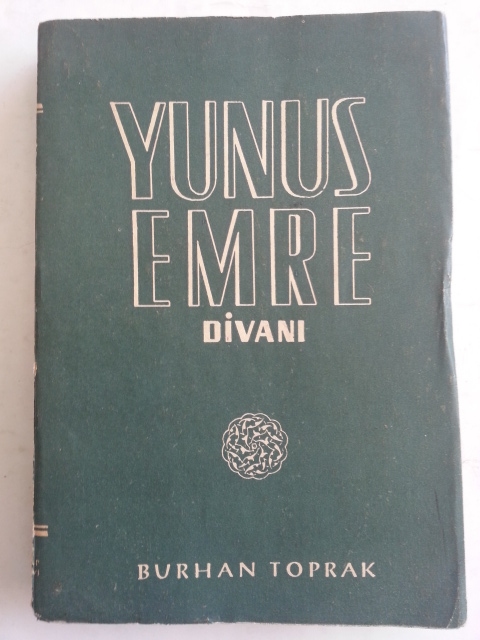 YUNUS
EMRE
DİVANI
BURHAN TOPRAK